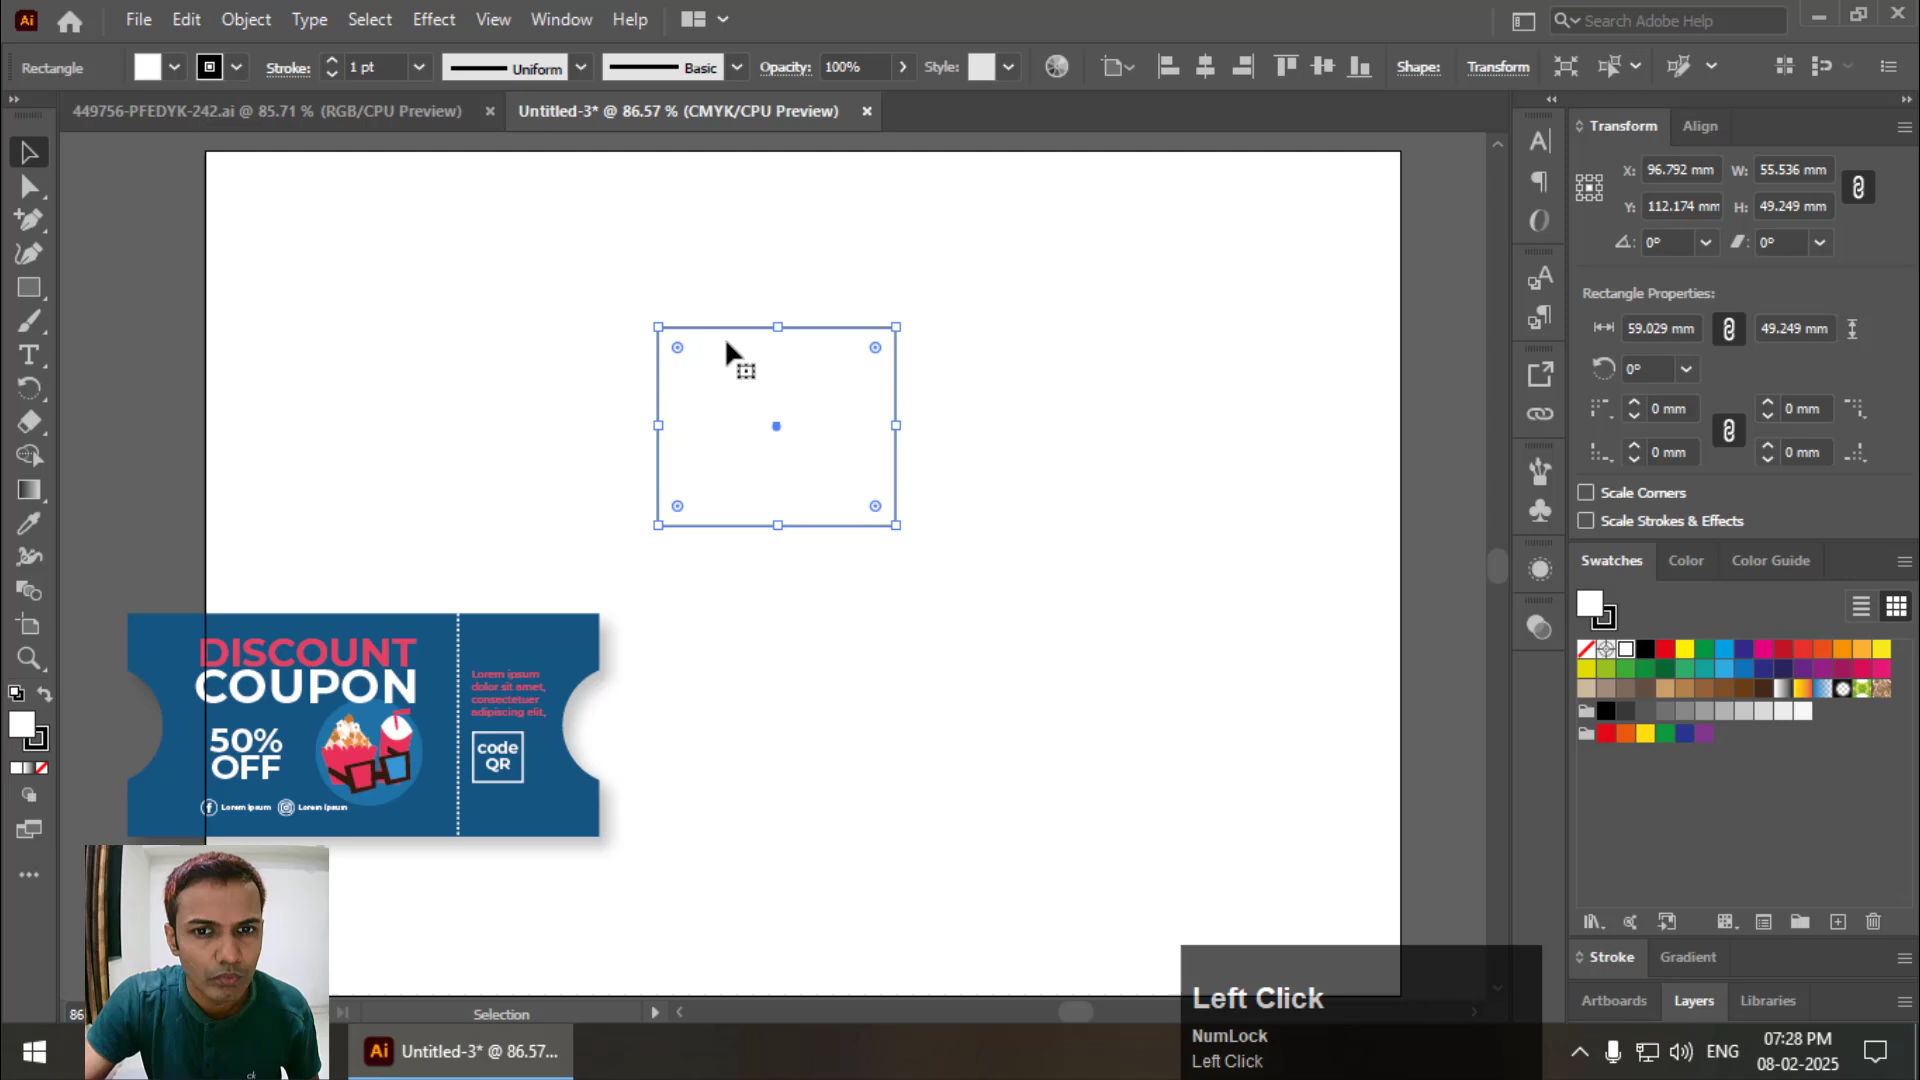 Ai File Edit Object Type Select Effect View Window Help Search Adobe Help
Rectangle Stroke: 1 pt Uniform Basic Opacity: 100% Style: Shape: Transform
449756-PFEDYK-242.ai @ 85.71 % (RGB/CPU Preview) Untitled-3* @ 86.57 % (CMYK/CPU Preview)
Transform Align
X: 96.792 mm W: 55.536 mm
Y: 112.174 mm H: 49.249 mm
0° 0°
Rectangle Properties:
59.029 mm 49.249 mm
0°
0 mm 0 mm
0 mm 0 mm
Scale Corners
Scale Strokes & Effects
Swatches Color Color Guide
DISCOUNT
COUPON
50%
OFF
Lorem ipsum Lorem ipsum
Lorem ipsum
dolor sit amet,
consectetuer
adipiscing elit,
code
QR
Stroke Gradient
Artboards Layers Libraries
86 Selection
Left Click
NumLock
Left Click
Ai Untitled-3* @ 86.57...
ENG
07:28 PM
08-02-2025